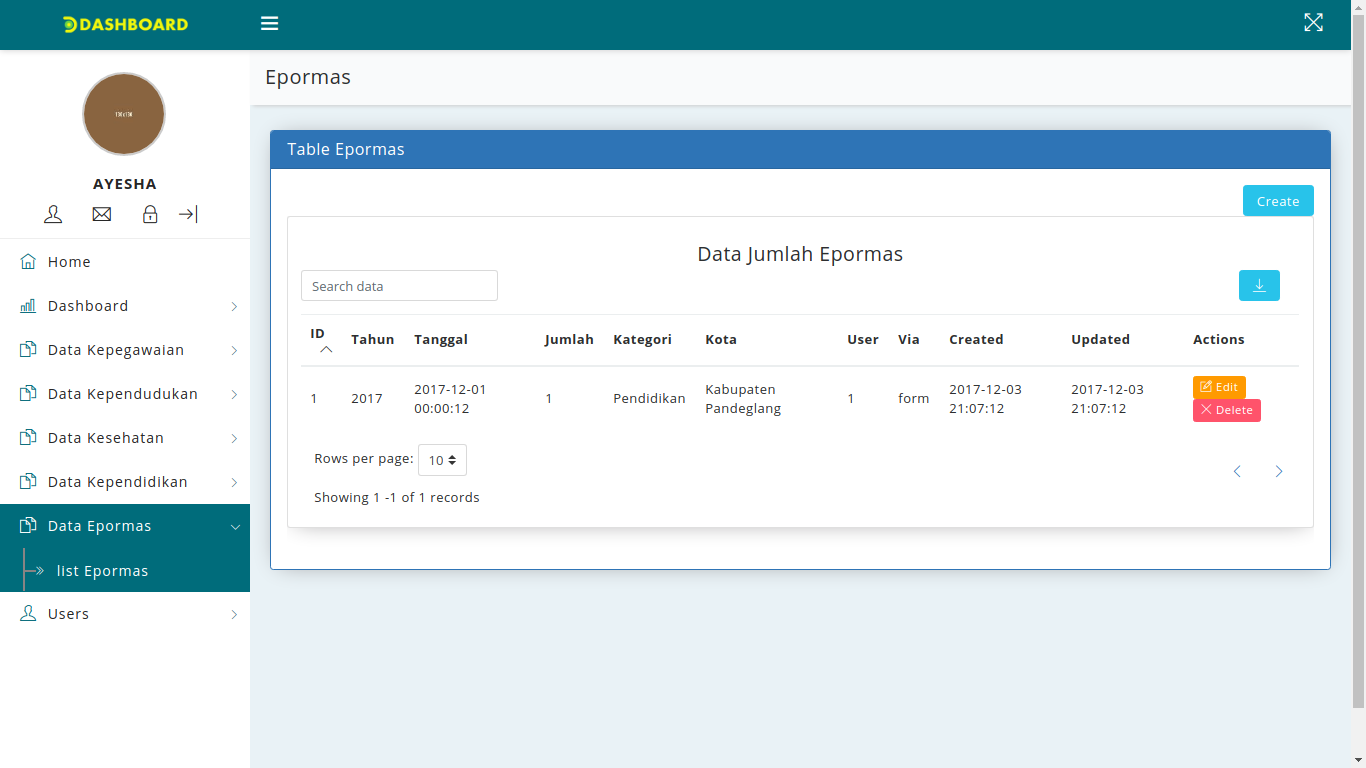 DASHBOARD
AYESHA
Home
Dashboard
Data Kepegawaian
Data Kependudukan
Data Kesehatan
Data Kependidikan
Data Epormas
list Epormas
Users
Epormas
Table Epormas
Create
Data Jumlah Epormas
Search data
ID Tahun Tanggal Jumlah Kategori Kota User Via Created Updated Actions
1 2017 2017-12-01 00:00:12 1 Pendidikan Kabupaten Pandeglang 1 form 2017-12-03 21:07:12 2017-12-03 21:07:12 Edit
Delete
Rows per page: 10
Showing 1 -1 of 1 records